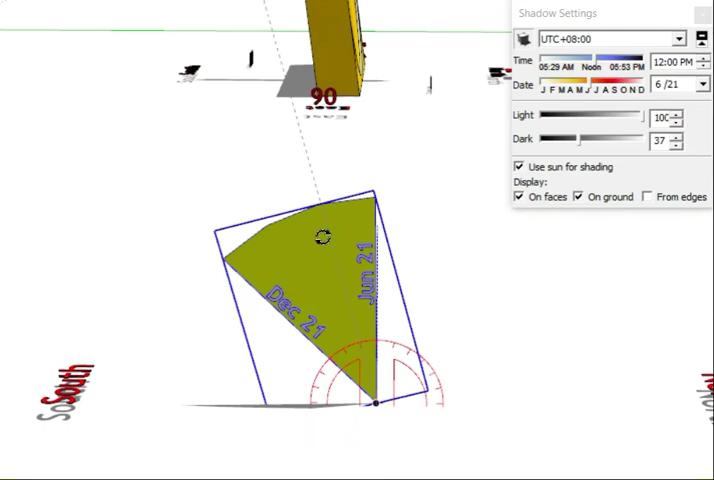 Shadow Settings
UTC+08:00
Time
05:29 AM Noon 05:53 PM
12:00 PM
Date
J F M A M J J A S O N D
6 /21
Light
100
Dark
37
Use sun for shading
Display:
On faces On ground From edges
90
Jun 21
Dec 21
South